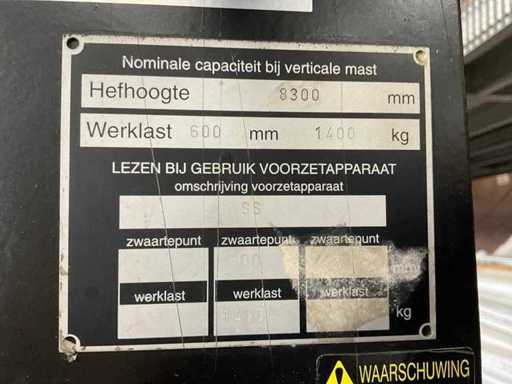 Nominale capaciteit bij verticale mast
Hefhoogte 8300 mm
Werklast 600 mm 1400 kg
LEZEN BIJ GEBRUIK VOORZETAPPARAAT
omschrijving voorzetapparaat
SS
zwaartepunt zwaartepunt zwaartepunt
mm
werklast werklast werklast
kg
WAARSCHUWING